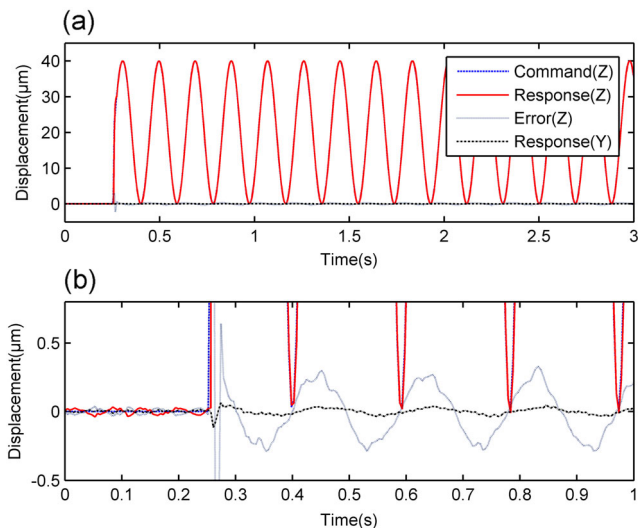 (a)
Displacement(μm)
40
30
20
10
0
Command(Z)
Response(Z)
Error(Z)
Response(Y)
0 0.5 1 1.5 2 2.5 3
Time(s)
(b)
Displacement(μm)
0.5
0
-0.5
0 0.1 0.2 0.3 0.4 0.5 0.6 0.7 0.8 0.9 1
Time(s)